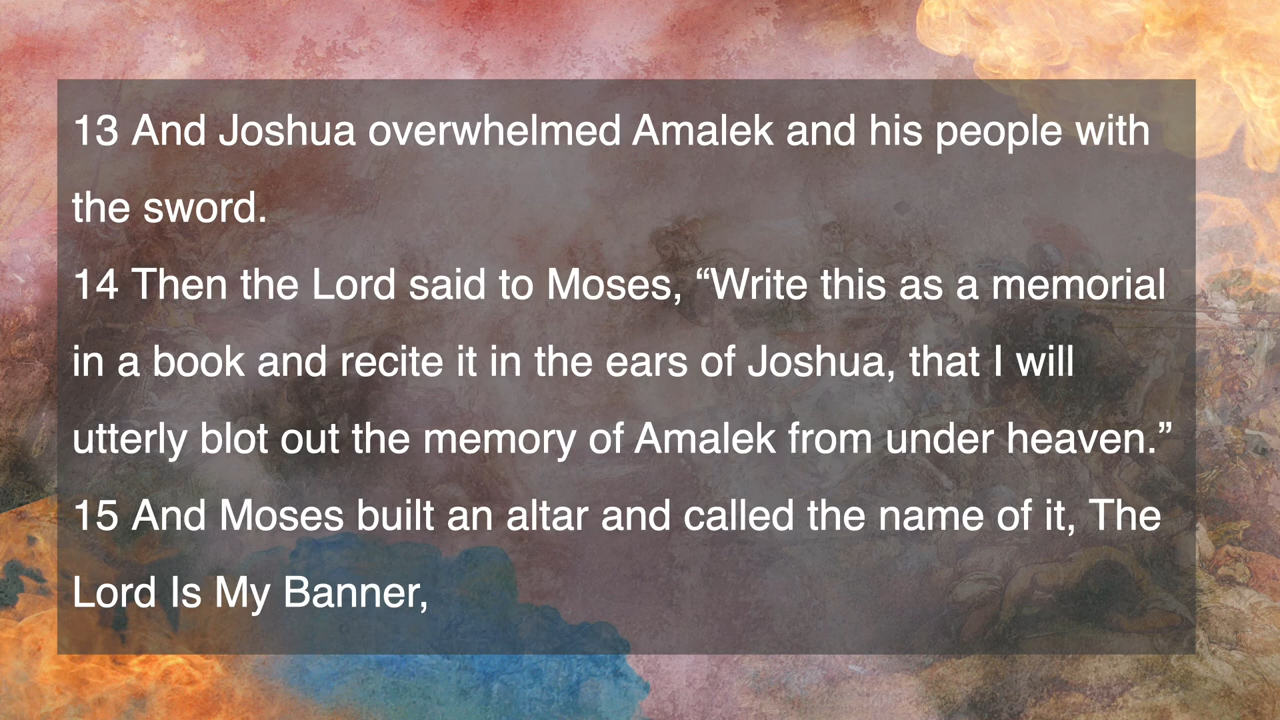 13 And Joshua overwhelmed Amalek and his people with
the sword.
14 Then the Lord said to Moses, “Write this as a memorial
in a book and recite it in the ears of Joshua, that I will
utterly blot out the memory of Amalek from under heaven.”
15 And Moses built an altar and called the name of it, The
Lord Is My Banner,